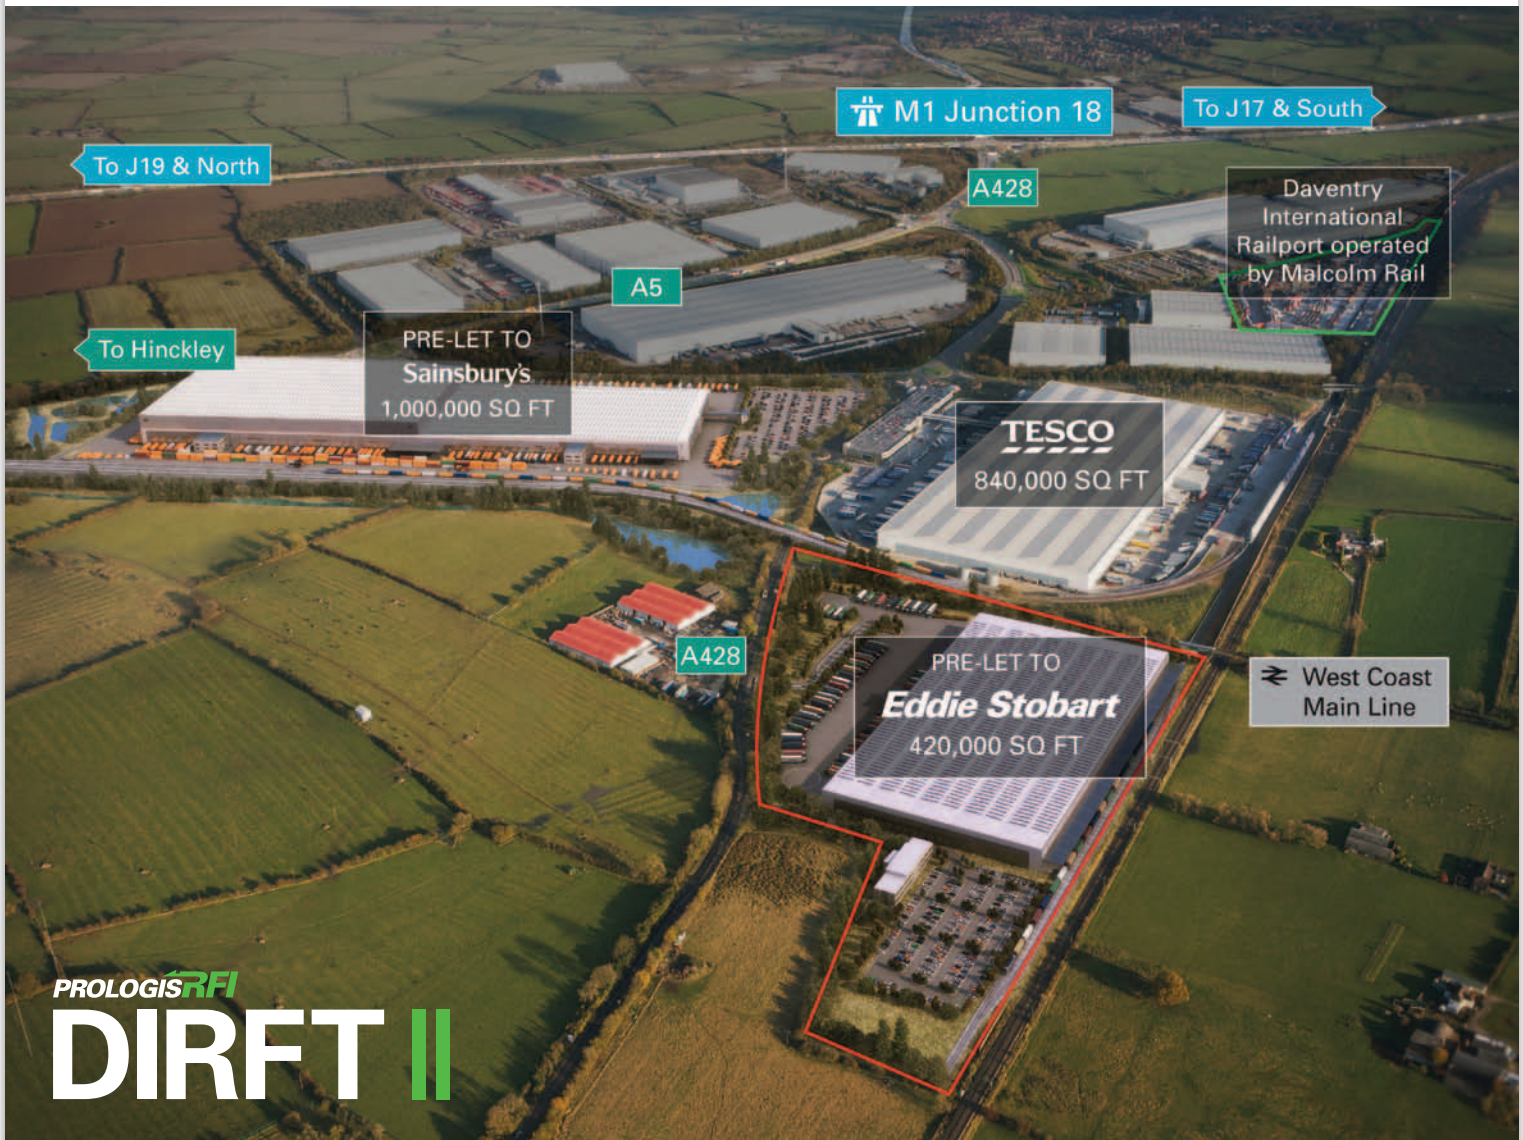 M1 Junction 18
To J17 & South
To J19 & North
A428
Daventry
International
Railport operated
by Malcolm Rail
A5
To Hinckley
PRE-LET TO
Sainsbury's
1,000,000 SQ FT
TESCO
840,000 SQ FT
A428
PRE-LET TO
Eddie Stobart
420,000 SQ FT
West Coast
Main Line
PROLOGIS RFI
DIRFT II